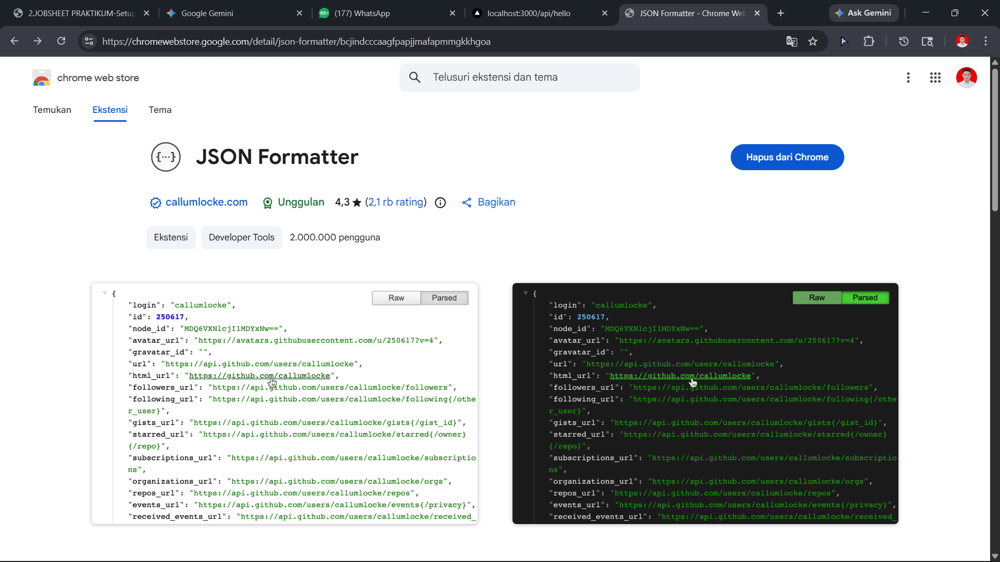 2.JOBSHEET PRAKTIKUM-Setup
Google Gemini
99+
(177) WhatsApp
localhost:3000/api/hello
JSON Formatter - Chrome Web
Ask Gemini
https://chromewebstore.google.com/detail/json-formatter/bcjindcccaagfpapjjmafapmmgkkhgoa
chrome web store
Telusuri ekstensi dan tema
Temukan
Ekstensi
Tema
{···}
JSON Formatter
Hapus dari Chrome
callumlocke.com
Unggulan
4,3★ (2,1 rb rating)
Bagikan
Ekstensi
Developer Tools
2.000.000 pengguna
Raw
Parsed
{
"login": "callumlocke",
"id": 250617,
"node_id": "MDQ6VXNlcjI1MDYxNw==",
"avatar_url": "https://avatars.githubusercontent.com/u/250617?v=4",
"gravatar_id": "",
"url": "https://api.github.com/users/callumlocke",
"html_url": "https://github.com/callumlocke",
"followers_url": "https://api.github.com/users/callumlocke/followers",
"following_url": "https://api.github.com/users/callumlocke/following{/othe
r_user}",
"gists_url": "https://api.github.com/users/callumlocke/gists{/gist_id}",
"starred_url": "https://api.github.com/users/callumlocke/starred{/owner}
{/repo}",
"subscriptions_url": "https://api.github.com/users/callumlocke/subscriptio
ns",
"organizations_url": "https://api.github.com/users/callumlocke/orgs",
"repos_url": "https://api.github.com/users/callumlocke/repos",
"events_url": "https://api.github.com/users/callumlocke/events{/privacy}",
"received_events_url": "https://api.github.com/users/callumlocke/received_
Raw
Parsed
{
"login": "callumlocke",
"id": 250617,
"node_id": "MDQ6VXNlcjI1MDYxNw==",
"avatar_url": "https://avatars.githubusercontent.com/u/250617?v=4",
"gravatar_id": "",
"url": "https://api.github.com/users/callumlocke",
"html_url": "https://github.com/callumlocke",
"followers_url": "https://api.github.com/users/callumlocke/followers",
"following_url": "https://api.github.com/users/callumlocke/following{/othe
r_user}",
"gists_url": "https://api.github.com/users/callumlocke/gists{/gist_id}",
"starred_url": "https://api.github.com/users/callumlocke/starred{/owner}
{/repo}",
"subscriptions_url": "https://api.github.com/users/callumlocke/subscriptio
ns",
"organizations_url": "https://api.github.com/users/callumlocke/orgs",
"repos_url": "https://api.github.com/users/callumlocke/repos",
"events_url": "https://api.github.com/users/callumlocke/events{/privacy}",
"received_events_url": "https://api.github.com/users/callumlocke/received_